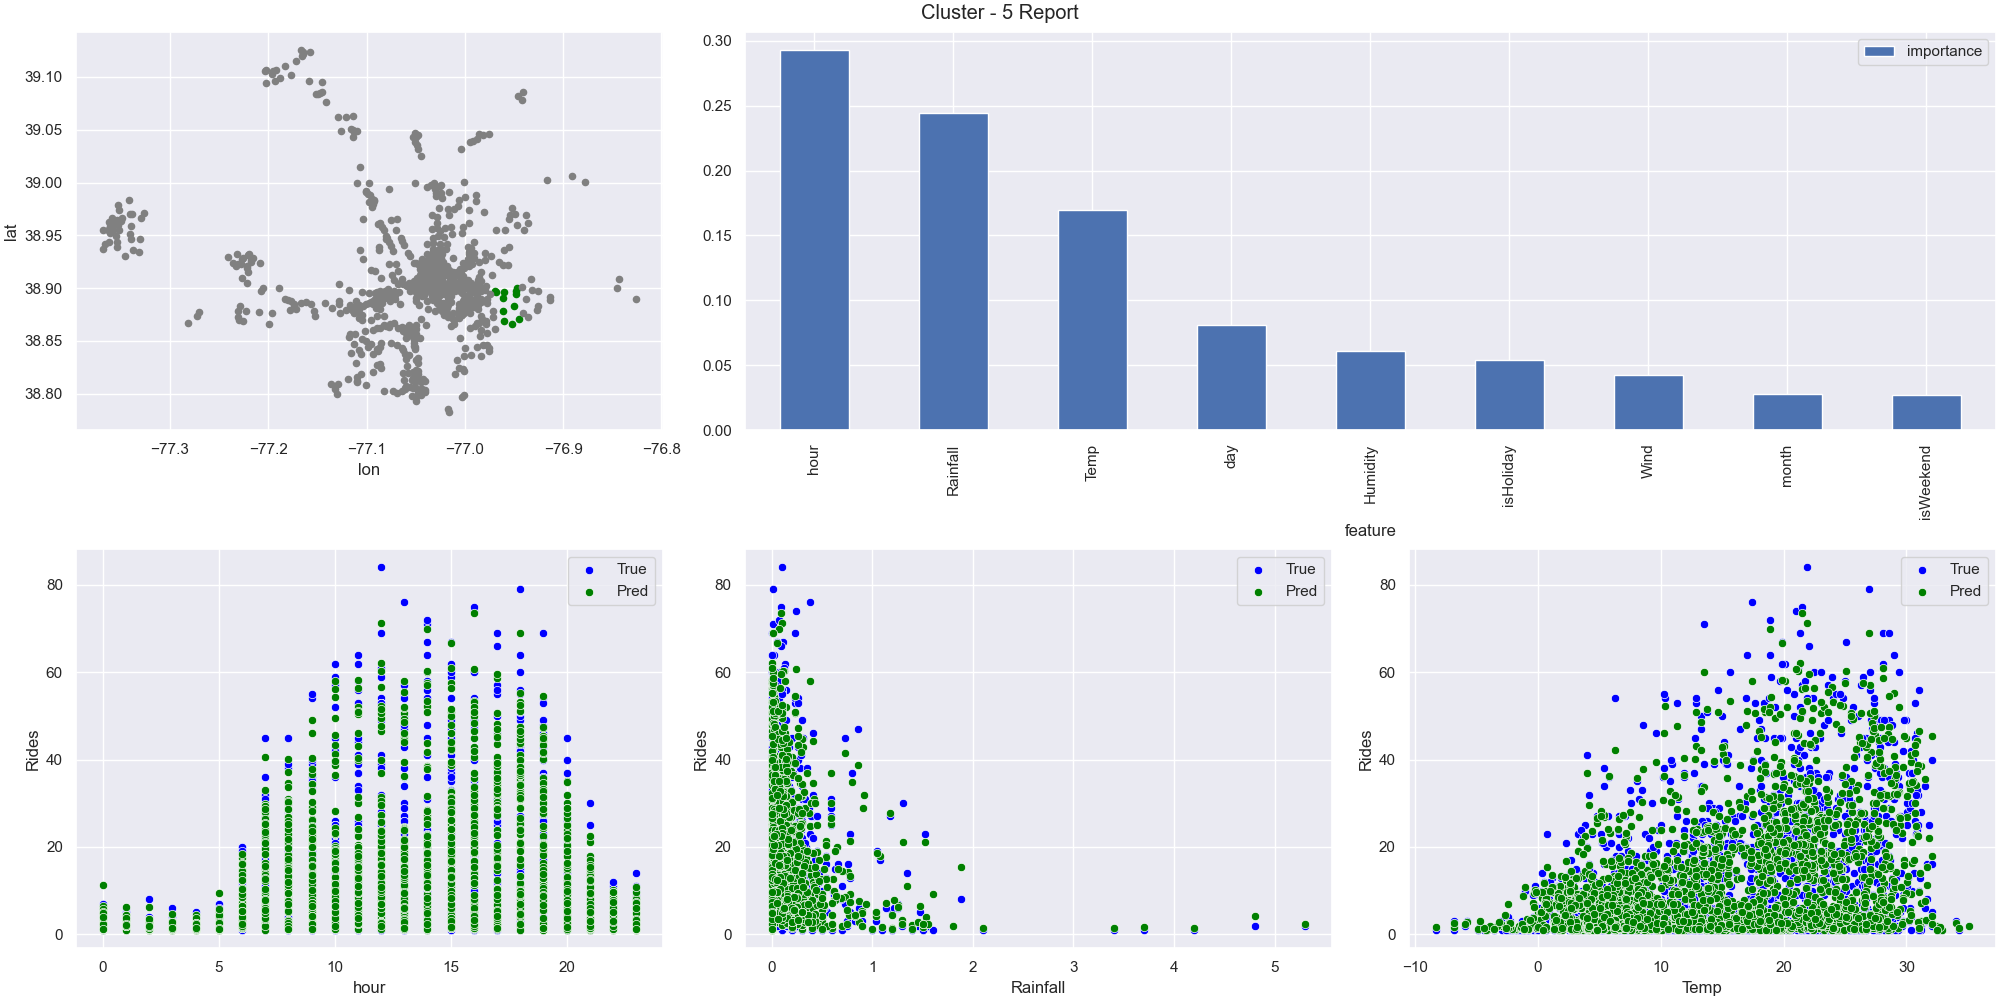 Cluster - 5 Report
39.10
39.05
39.00
38.95
38.90
38.85
38.80
lat
−77.3
−77.2
−77.1
−77.0
−76.9
−76.8
lon
0.30
0.25
0.20
0.15
0.10
0.05
0.00
importance
hour
Rainfall
Temp
day
Humidity
isHoliday
Wind
month
isWeekend
feature
80
60
40
20
0
Rides
True
Pred
0
5
10
15
20
hour
80
60
40
20
0
Rides
True
Pred
0
1
2
3
4
5
Rainfall
80
60
40
20
0
Rides
True
Pred
−10
0
10
20
30
Temp